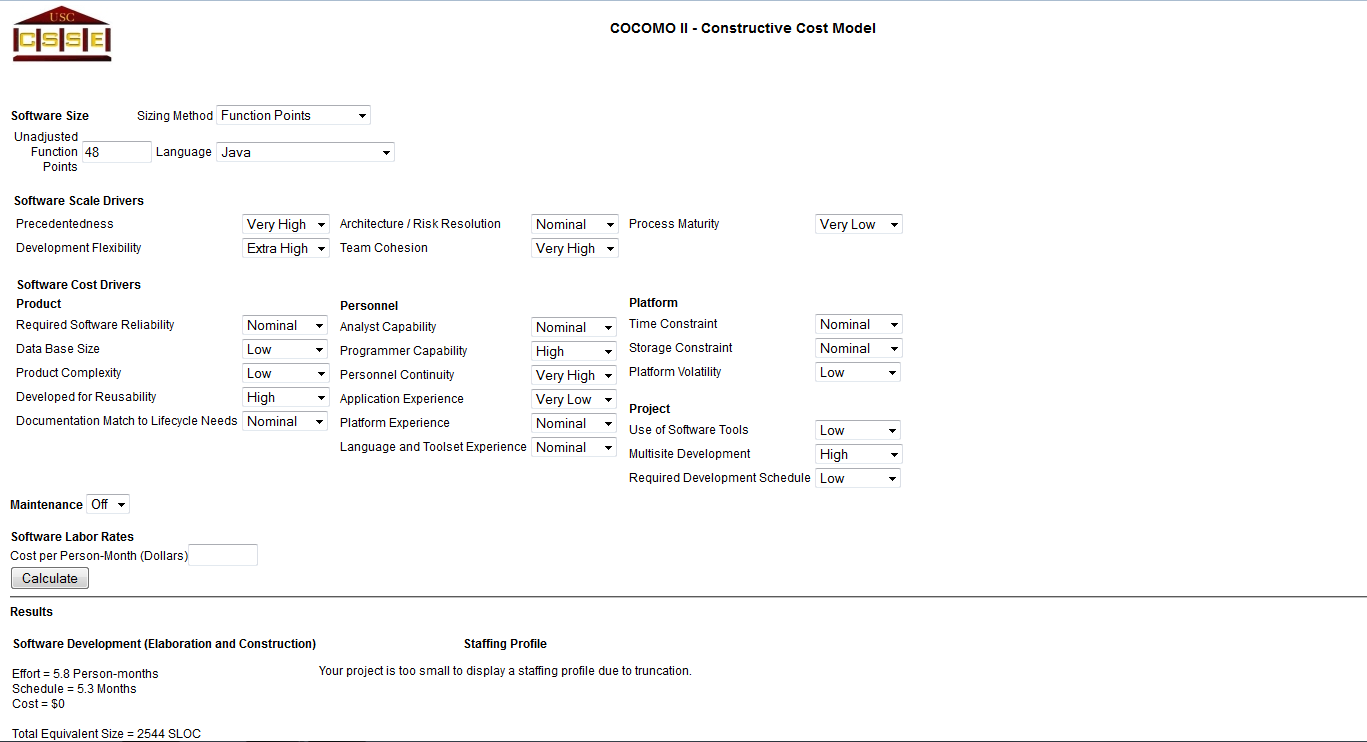 USC
CSSE
COCOMO II - Constructive Cost Model
Software Size Sizing Method Function Points
Unadjusted
Function
Points 48 Language Java
Software Scale Drivers
Precedentedness Very High Architecture / Risk Resolution Nominal Process Maturity Very Low
Development Flexibility Extra High Team Cohesion Very High
Software Cost Drivers
Product
Required Software Reliability Nominal
Data Base Size Low
Product Complexity Low
Developed for Reusability High
Documentation Match to Lifecycle Needs Nominal
Personnel
Analyst Capability Nominal
Programmer Capability High
Personnel Continuity Very High
Application Experience Very Low
Platform Experience Nominal
Language and Toolset Experience Nominal
Platform
Time Constraint Nominal
Storage Constraint Nominal
Platform Volatility Low
Project
Use of Software Tools Low
Multisite Development High
Required Development Schedule Low
Maintenance Off
Software Labor Rates
Cost per Person-Month (Dollars)
Calculate
Results
Software Development (Elaboration and Construction)
Effort = 5.8 Person-months
Schedule = 5.3 Months
Cost = $0
Total Equivalent Size = 2544 SLOC
Staffing Profile
Your project is too small to display a staffing profile due to truncation.